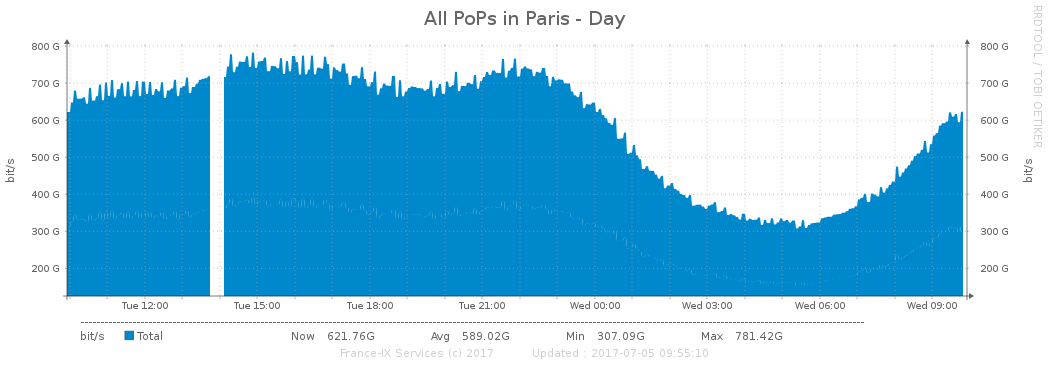 All PoPs in Paris - Day
RRDTOOL / TOBI OETIKER
800 G 800 G
700 G 700 G
600 G 600 G
500 G 500 G
400 G 400 G
300 G 300 G
200 G 200 G
bit/s bit/s
Tue 12:00 Tue 15:00 Tue 18:00 Tue 21:00 Wed 00:00 Wed 03:00 Wed 06:00 Wed 09:00
bit/s Total Now 621.76G Avg 589.02G Min 307.09G Max 781.42G
France-IX Services (c) 2017 Updated : 2017-07-05 09:55:10